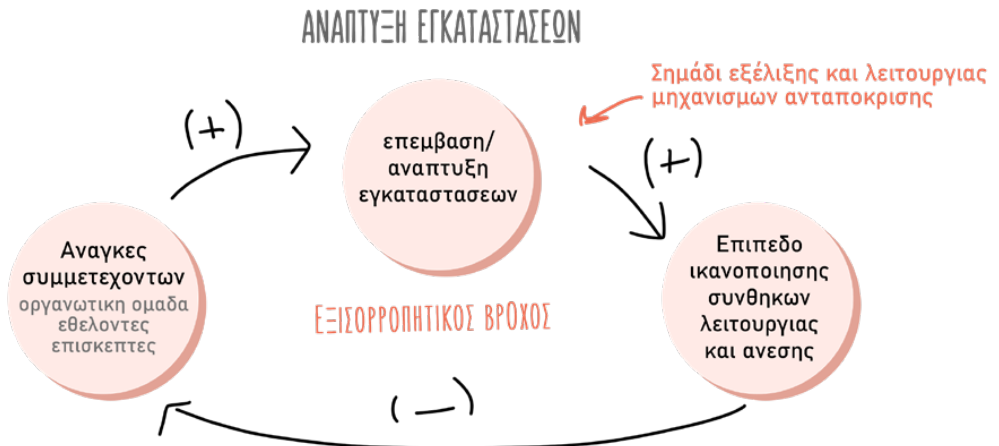 ΑΝΑΠΤΥΞΗ ΕΓΚΑΤΑΣΤΑΣΕΩΝ
Σημάδι εξέλιξης και λειτουργιας
μηχανισμων ανταποκρισης
(+)
επεμβαση/
αναπτυξη
εγκαταστασεων
(+)
Αναγκες
συμμετεχοντων
οργανωτικη ομαδα
εθελοντες
επισκεπτες
Επιπεδο
ικανοποιησης
συνθηκων
λειτουργιας
και ανεσης
ΕΞΙΣΟΡΡΟΠΗΤΙΚΟΣ ΒΡΟΧΟΣ
(—)